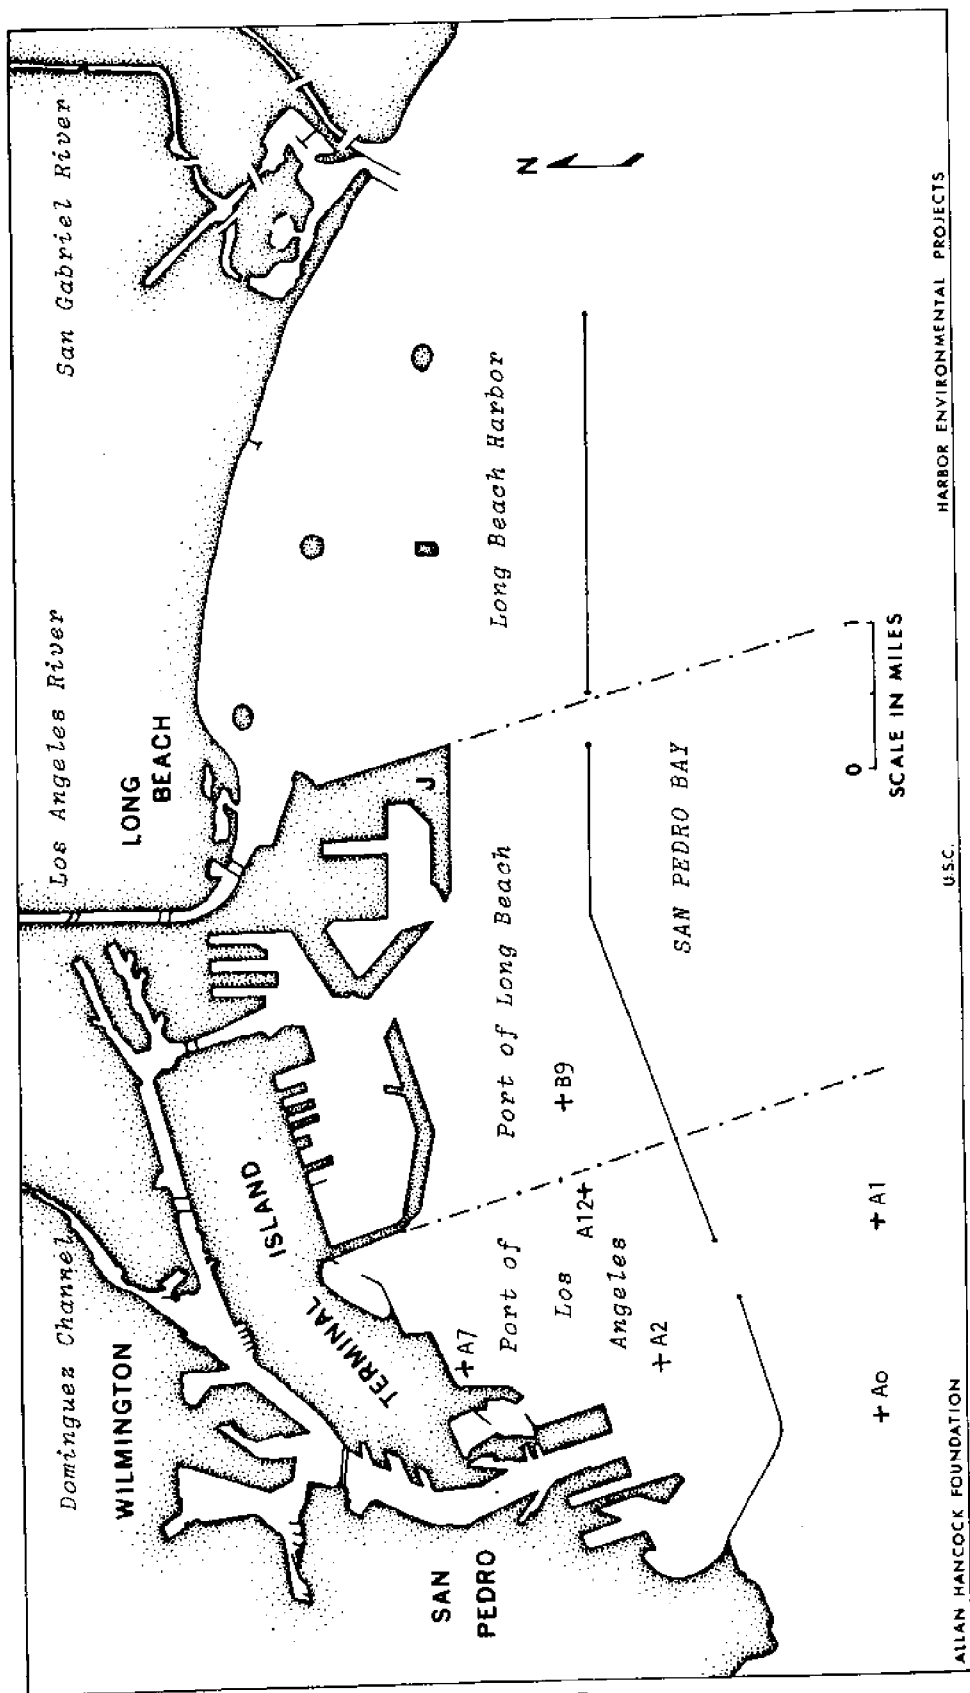 Dominguez Channel
Los Angeles River
San Gabriel River
WILMINGTON
LONG
BEACH
ISLAND
TERMINAL
SAN
PEDRO
J
N
+A7
Port of
Los
Angeles
A12+
+A2
+B9
Port of Long Beach
Long Beach Harbor
SAN PEDRO BAY
+Ao
+A1
0 1
SCALE IN MILES
ALLAN HANCOCK FOUNDATION
U.S.C.
HARBOR ENVIRONMENTAL PROJECTS